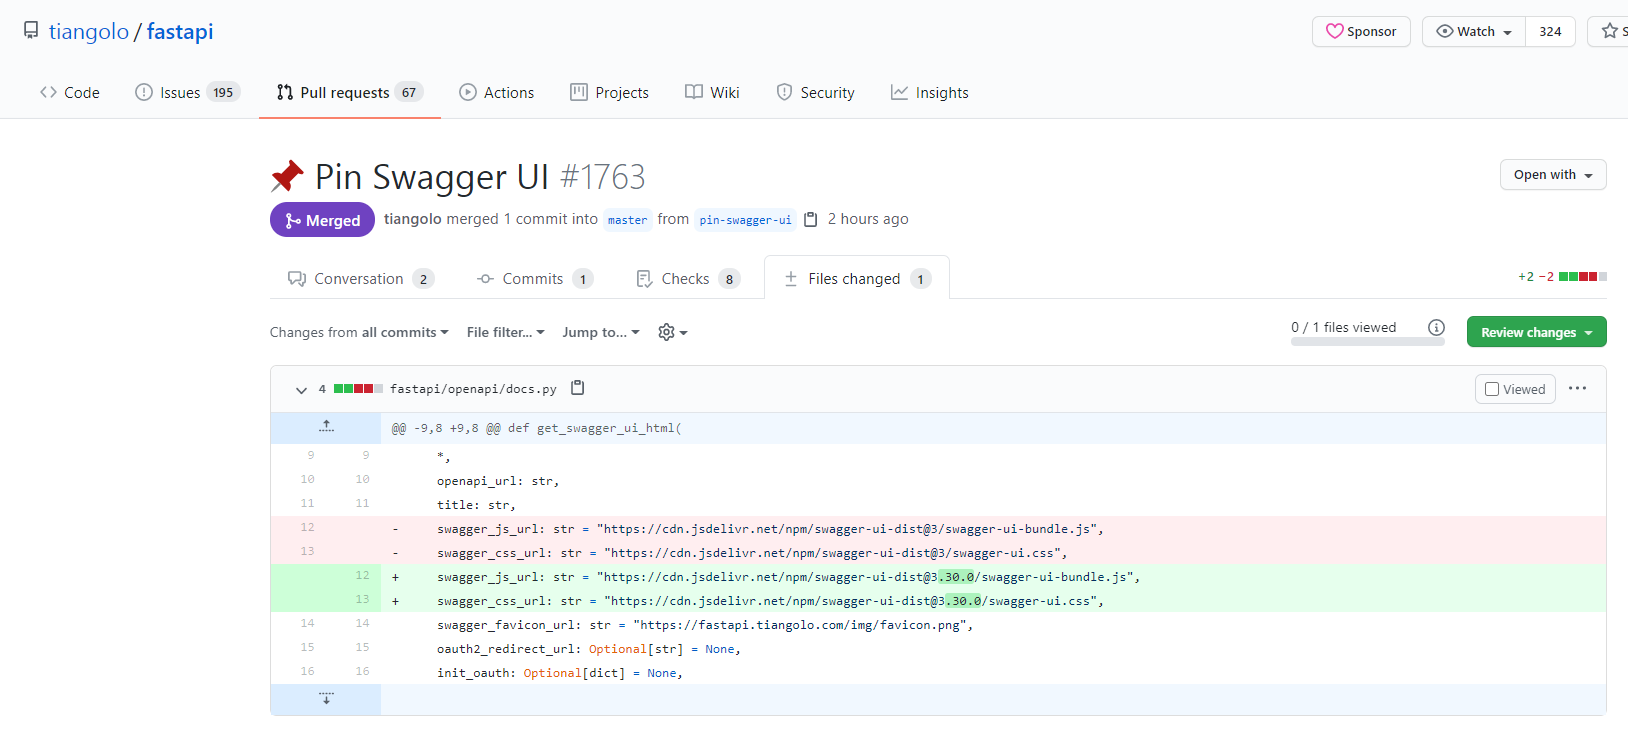 tiangolo / fastapi
Sponsor
Watch 324
S
Code
Issues 195
Pull requests 67
Actions
Projects
Wiki
Security
Insights
Pin Swagger UI #1763
Open with
Merged tiangolo merged 1 commit into master from pin-swagger-ui 2 hours ago
Conversation 2
Commits 1
Checks 8
Files changed 1
+2 −2
Changes from all commits File filter... Jump to...
0 / 1 files viewed
Review changes
4 fastapi/openapi/docs.py
Viewed
@@ -9,8 +9,8 @@ def get_swagger_ui_html(
9 9 *,
10 10 openapi_url: str,
11 11 title: str,
12 - swagger_js_url: str = "https://cdn.jsdelivr.net/npm/swagger-ui-dist@3/swagger-ui-bundle.js",
13 - swagger_css_url: str = "https://cdn.jsdelivr.net/npm/swagger-ui-dist@3/swagger-ui.css",
12 + swagger_js_url: str = "https://cdn.jsdelivr.net/npm/swagger-ui-dist@3.30.0/swagger-ui-bundle.js",
13 + swagger_css_url: str = "https://cdn.jsdelivr.net/npm/swagger-ui-dist@3.30.0/swagger-ui.css",
14 14 swagger_favicon_url: str = "https://fastapi.tiangolo.com/img/favicon.png",
15 15 oauth2_redirect_url: Optional[str] = None,
16 16 init_oauth: Optional[dict] = None,